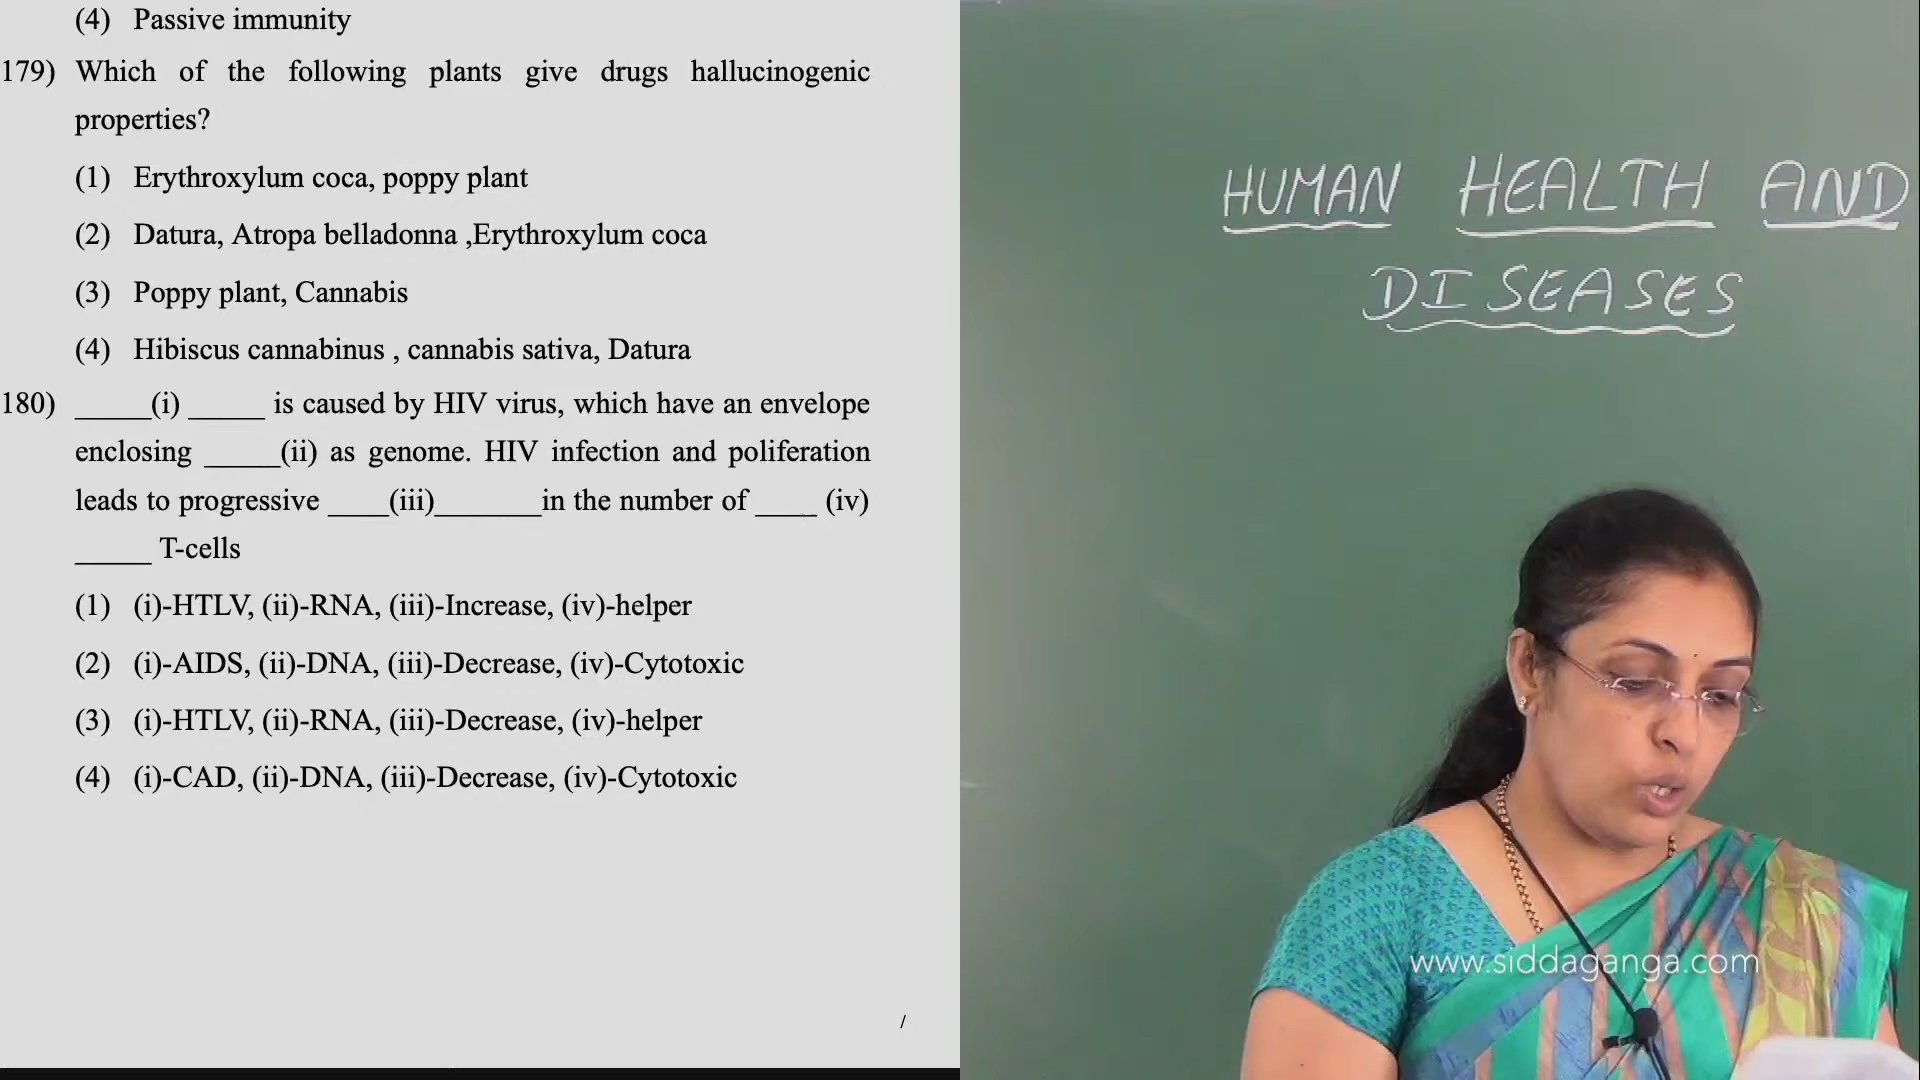 (4) Passive immunity
179) Which of the following plants give drugs hallucinogenic
properties?
(1) Erythroxylum coca, poppy plant
(2) Datura, Atropa belladonna ,Erythroxylum coca
(3) Poppy plant, Cannabis
(4) Hibiscus cannabinus , cannabis sativa, Datura
180) _____(i) _____ is caused by HIV virus, which have an envelope
enclosing _____(ii) as genome. HIV infection and poliferation
leads to progressive ____(iii)_______in the number of ____ (iv)
_____ T-cells
(1) (i)-HTLV, (ii)-RNA, (iii)-Increase, (iv)-helper
(2) (i)-AIDS, (ii)-DNA, (iii)-Decrease, (iv)-Cytotoxic
(3) (i)-HTLV, (ii)-RNA, (iii)-Decrease, (iv)-helper
(4) (i)-CAD, (ii)-DNA, (iii)-Decrease, (iv)-Cytotoxic
/
HUMAN HEALTH AND
DISEASES
www.siddaganga.com